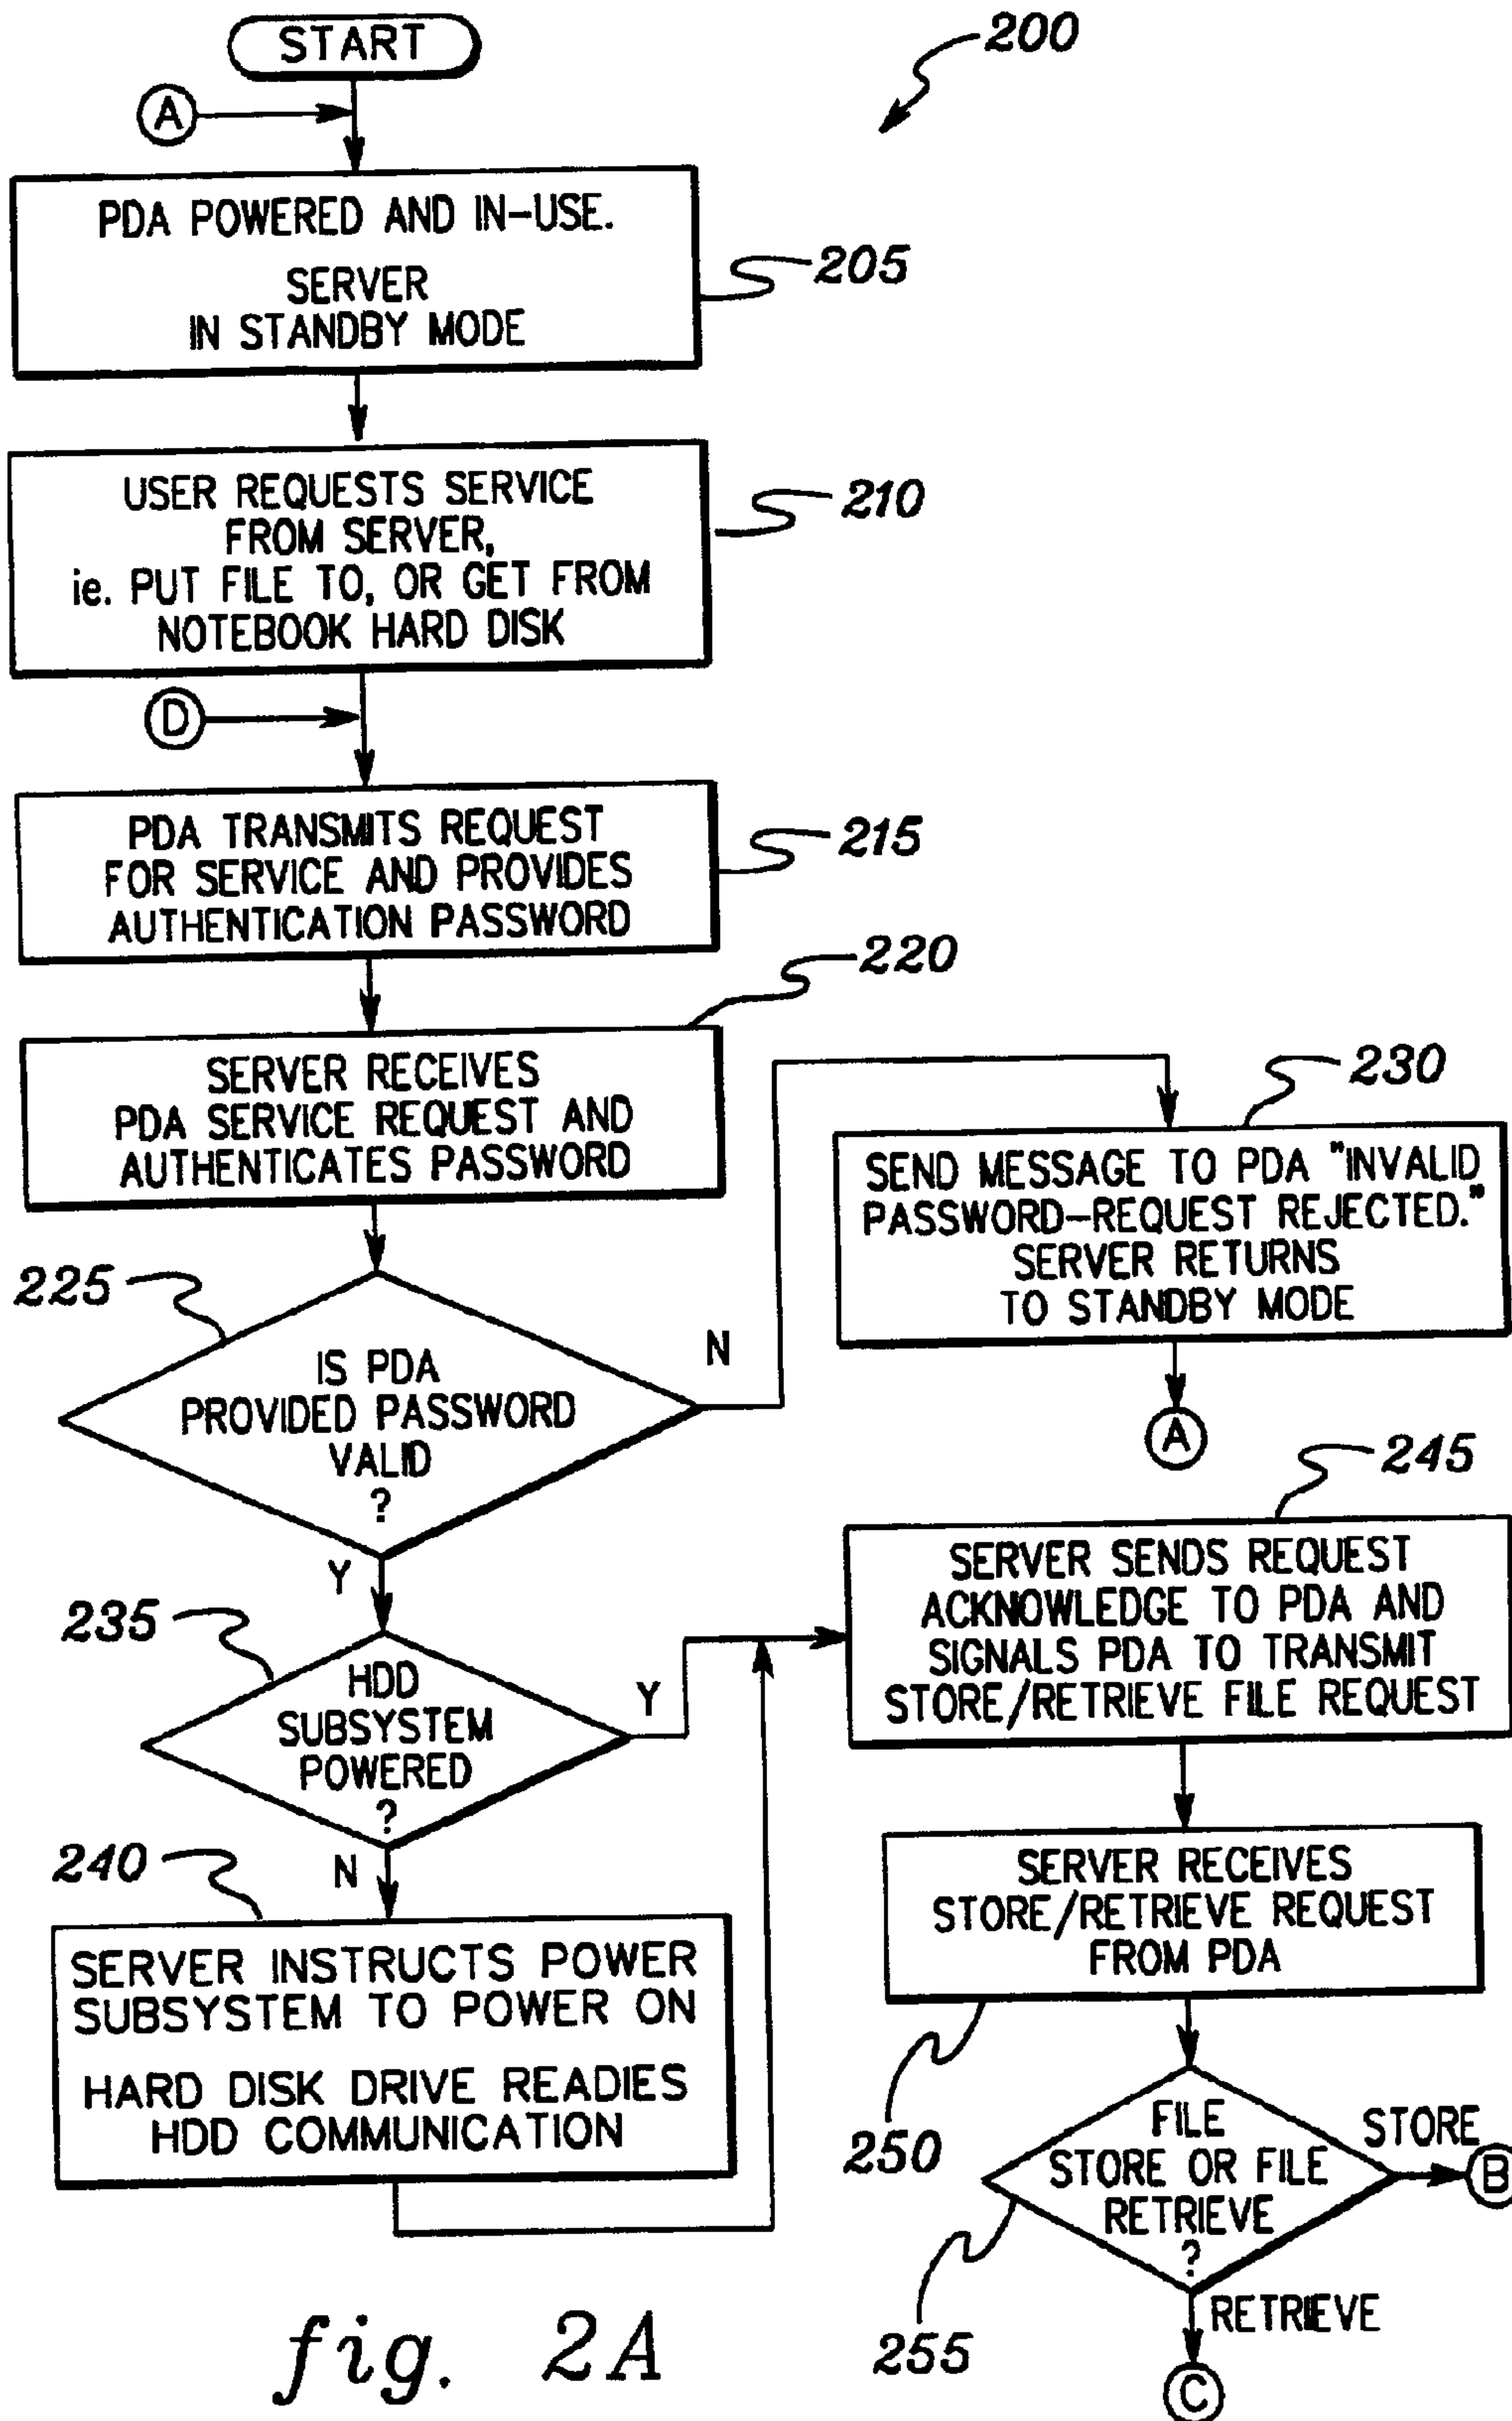 START
200
A
PDA POWERED AND IN-USE.
SERVER
IN STANDBY MODE
205
USER REQUESTS SERVICE
FROM SERVER,
ie. PUT FILE TO, OR GET FROM
NOTEBOOK HARD DISK
210
D
PDA TRANSMITS REQUEST
FOR SERVICE AND PROVIDES
AUTHENTICATION PASSWORD
215
220
SERVER RECEIVES
PDA SERVICE REQUEST AND
AUTHENTICATES PASSWORD
225
IS PDA
PROVIDED PASSWORD
VALID
?
N
Y
230
SEND MESSAGE TO PDA "INVALID
PASSWORD-REQUEST REJECTED."
SERVER RETURNS
TO STANDBY MODE
A
235
HDD
SUBSYSTEM
POWERED
?
Y
N
240
SERVER INSTRUCTS POWER
SUBSYSTEM TO POWER ON
HARD DISK DRIVE READIES
HDD COMMUNICATION
245
SERVER SENDS REQUEST
ACKNOWLEDGE TO PDA AND
SIGNALS PDA TO TRANSMIT
STORE/RETRIEVE FILE REQUEST
SERVER RECEIVES
STORE/RETRIEVE REQUEST
FROM PDA
250
FILE
STORE OR FILE
RETRIEVE
?
STORE
B
255
RETRIEVE
C
fig. 2A